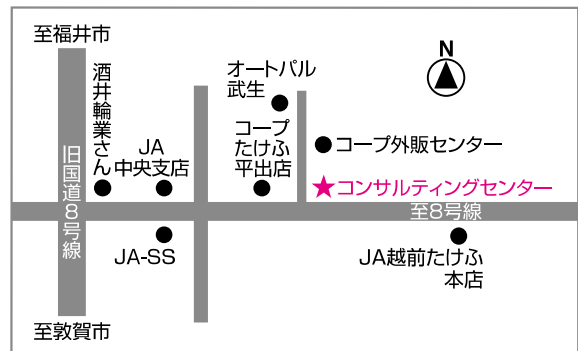 至福井市
酒井輪業さん
旧国道8号線
JA
中央支店
JA-SS
至敦賀市
オートパル
武生
コープ
たけふ
平出店
N
コープ外販センター
★コンサルティングセンター
至8号線
JA越前たけふ
本店